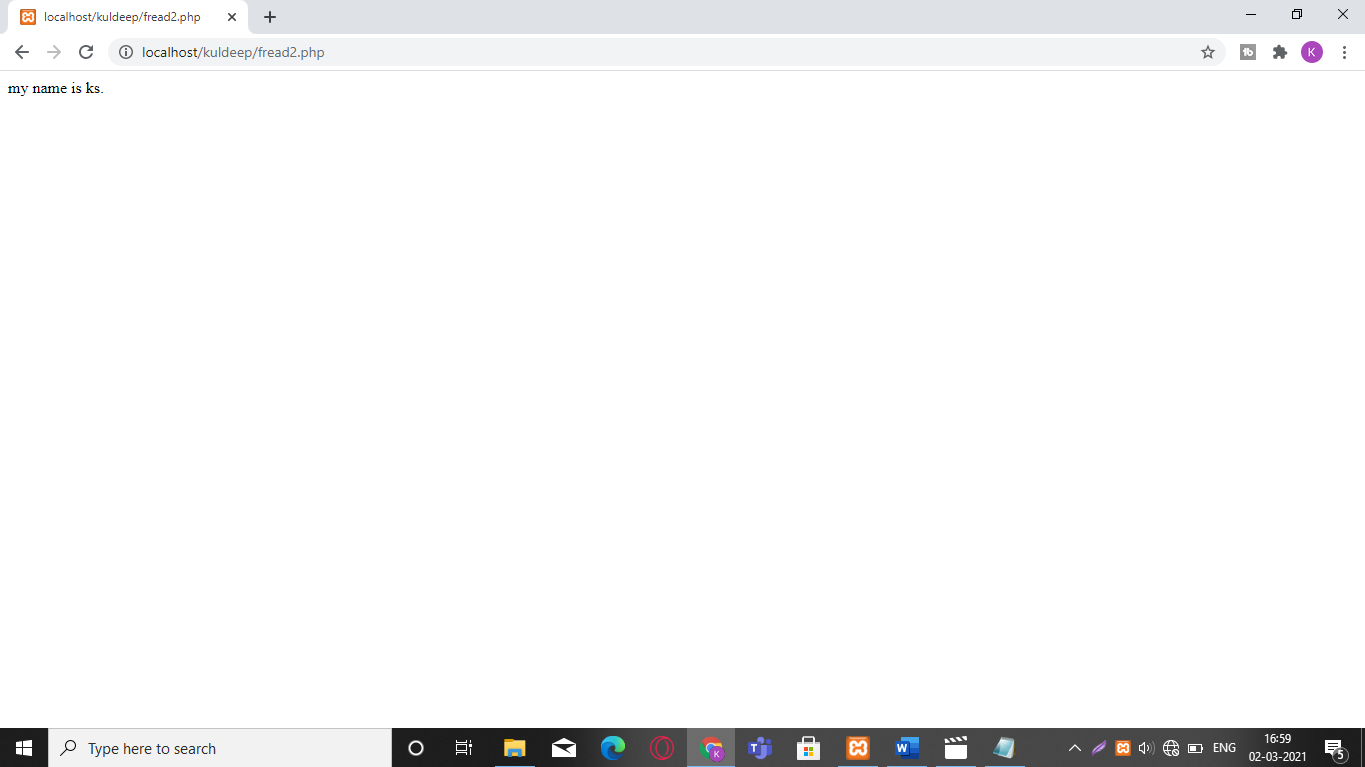 localhost/kuldeep/fread2.php
localhost/kuldeep/fread2.php
K
my name is ks.
Type here to search
K
ENG
16:59
02-03-2021
5